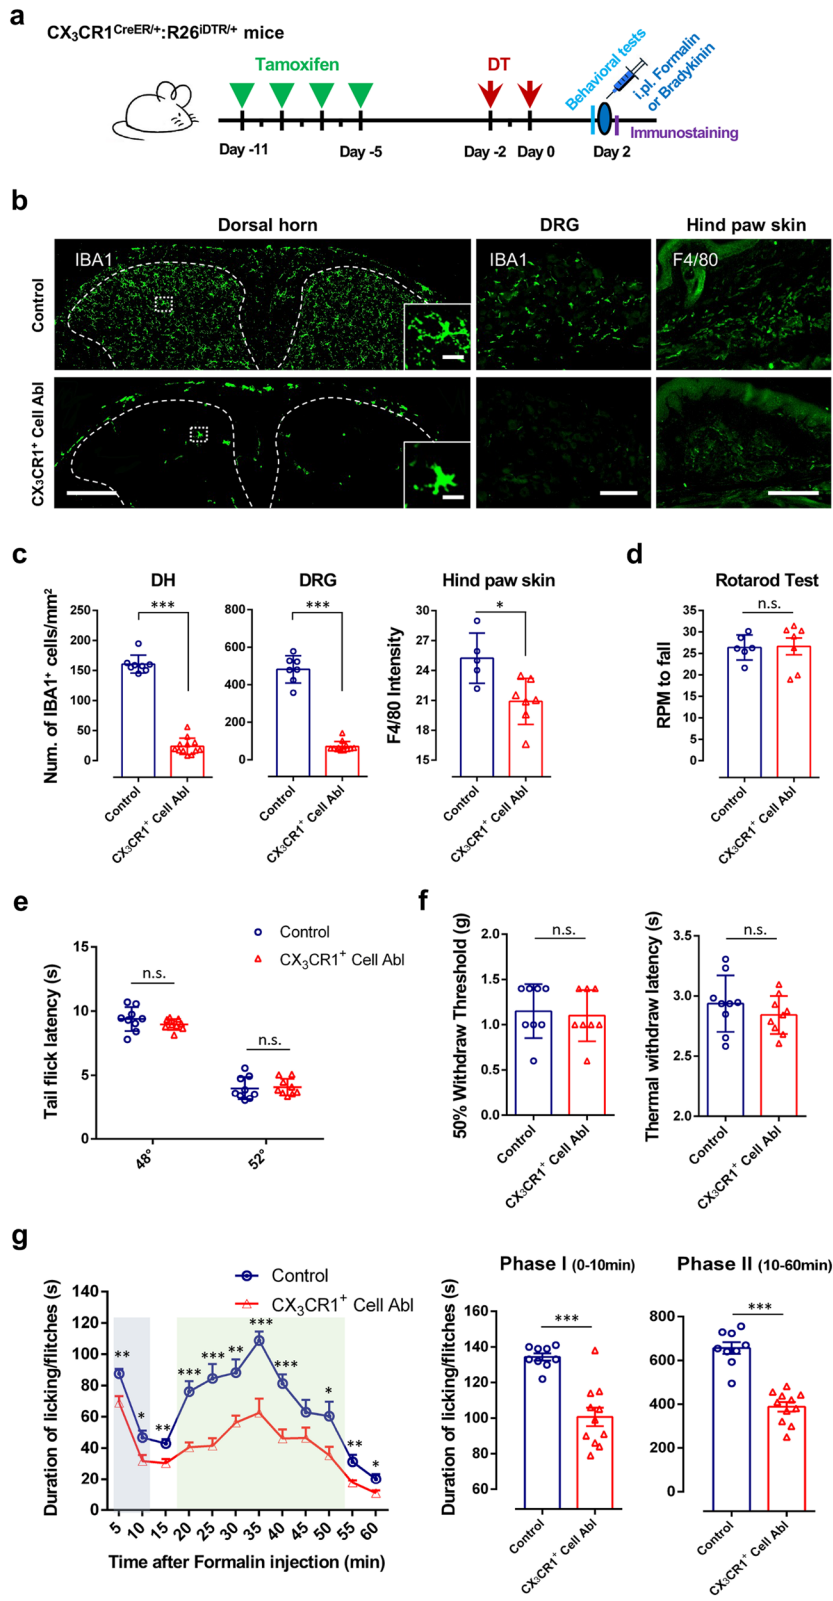 a
CX3CR1CreER/+:R26iDTR/+ mice
Tamoxifen
DT
Behavioral tests
i.pl. Formalin
or Bradykinin
Immunostaining
Day -11
Day -5
Day -2
Day 0
Day 2
b
Dorsal horn
DRG
Hind paw skin
Control
IBA1
IBA1
F4/80
CX3CR1+ Cell Abl
c
DH
DRG
Hind paw skin
Num. of IBA1+ cells/mm²
250
200
150
100
50
0
***
Control
CX3CR1+ Cell Abl
800
600
400
200
0
***
Control
CX3CR1+ Cell Abl
F4/80 Intensity
30
27
24
21
18
15
*
Control
CX3CR1+ Cell Abl
d
Rotarod Test
RPM to fall
35
30
25
20
15
10
5
0
n.s.
Control
CX3CR1+ Cell Abl
e
Control
CX3CR1+ Cell Abl
Tail flick latency (s)
15
10
5
0
n.s.
n.s.
48°
52°
f
50% Withdraw Threshold (g)
2.0
1.5
1.0
0.5
0.0
n.s.
Control
CX3CR1+ Cell Abl
Thermal withdraw latency (s)
3.5
3.0
2.5
2.0
n.s.
Control
CX3CR1+ Cell Abl
g
Control
CX3CR1+ Cell Abl
Duration of licking/flitches (s)
140
120
100
80
60
40
20
0
**
*
**
***
***
**
***
***
*
**
*
5
10
15
20
25
30
35
40
45
50
55
60
Time after Formalin injection (min)
Phase I (0-10min)
Duration of licking/flitches (s)
160
140
120
100
80
60
***
Control
CX3CR1+ Cell Abl
Phase II (10-60min)
800
600
400
200
0
***
Control
CX3CR1+ Cell Abl